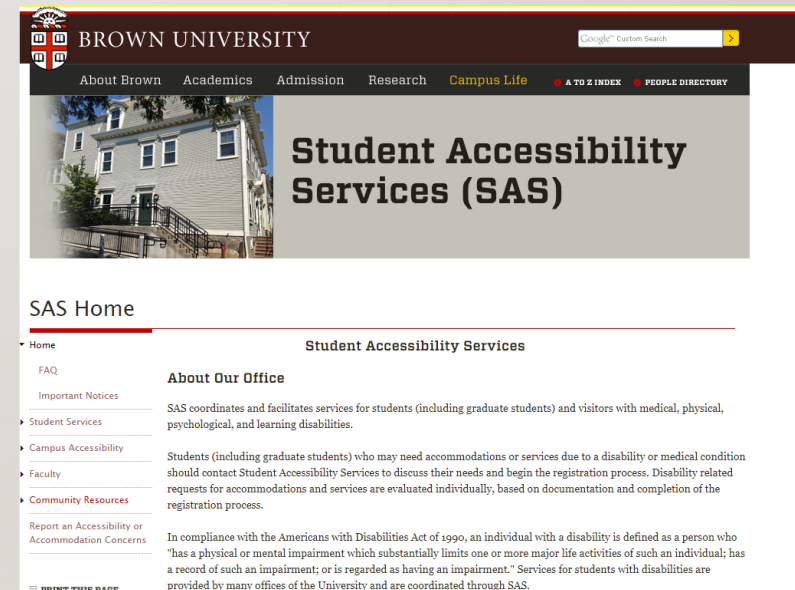 BROWN UNIVERSITY
Google™ Custom Search
>
About Brown Academics Admission Research Campus Life A TO Z INDEX PEOPLE DIRECTORY
Student Accessibility
Services (SAS)
SAS Home
Home
FAQ
Important Notices
Student Services
Campus Accessibility
Faculty
Community Resources
Report an Accessibility or
Accommodation Concerns
PRINT THIS PAGE
Student Accessibility Services
About Our Office
SAS coordinates and facilitates services for students (including graduate students) and visitors with medical, physical,
psychological, and learning disabilities.
Students (including graduate students) who may need accommodations or services due to a disability or medical condition
should contact Student Accessibility Services to discuss their needs and begin the registration process. Disability related
requests for accommodations and services are evaluated individually, based on documentation and completion of the
registration process.
In compliance with the Americans with Disabilities Act of 1990, an individual with a disability is defined as a person who
"has a physical or mental impairment which substantially limits one or more major life activities of such an individual; has
a record of such an impairment; or is regarded as having an impairment." Services for students with disabilities are
provided by many offices of the University and are coordinated through SAS.